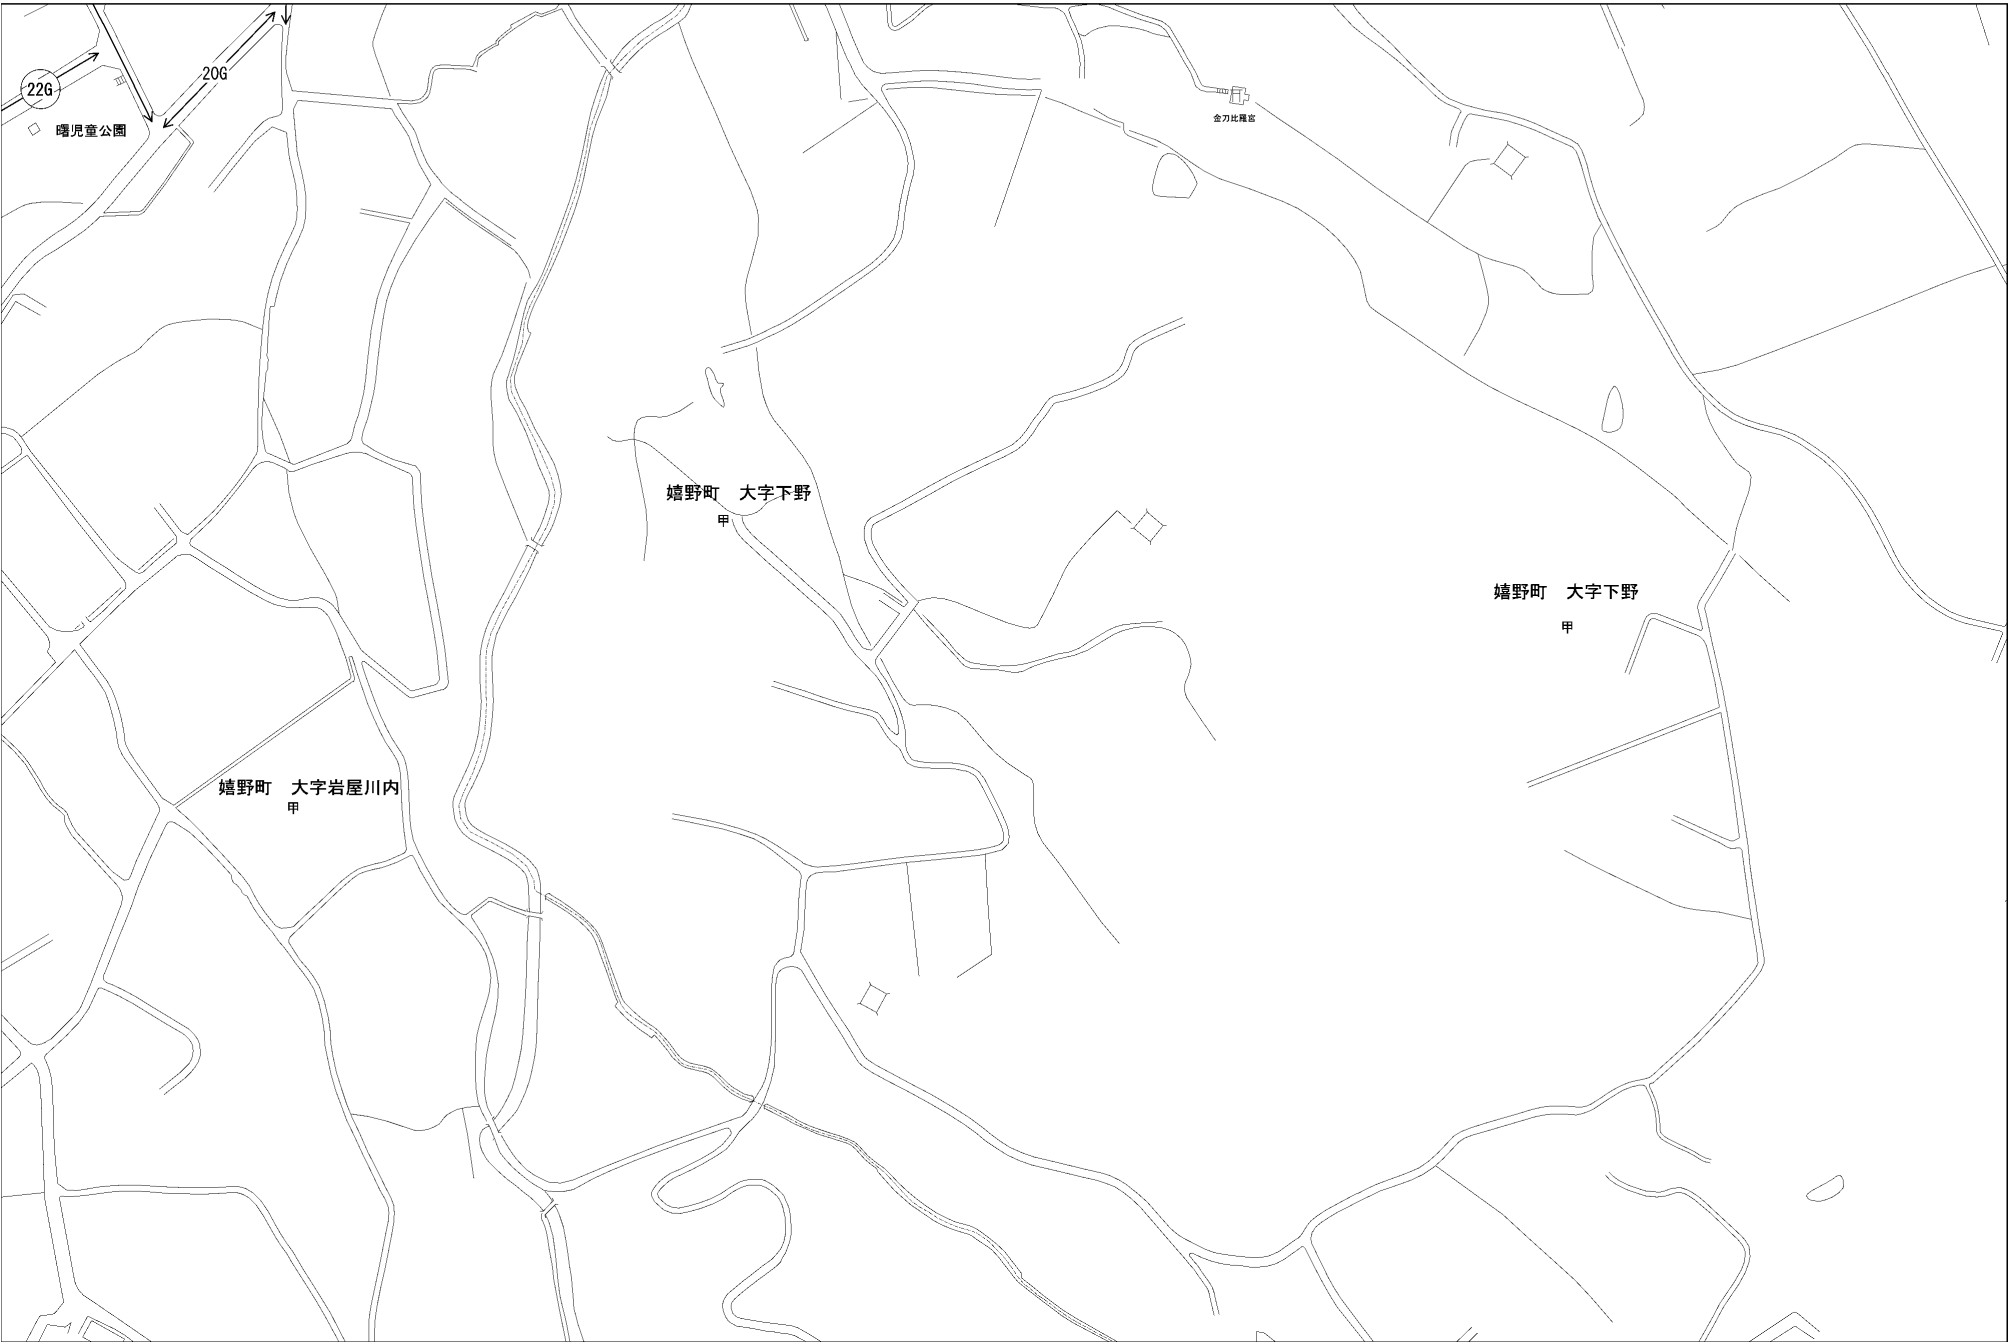 20G
22G
曙児童公園
金刀比羅宮
嬉野町　大字下野
甲
嬉野町　大字下野
甲
嬉野町　大字岩屋川内
甲